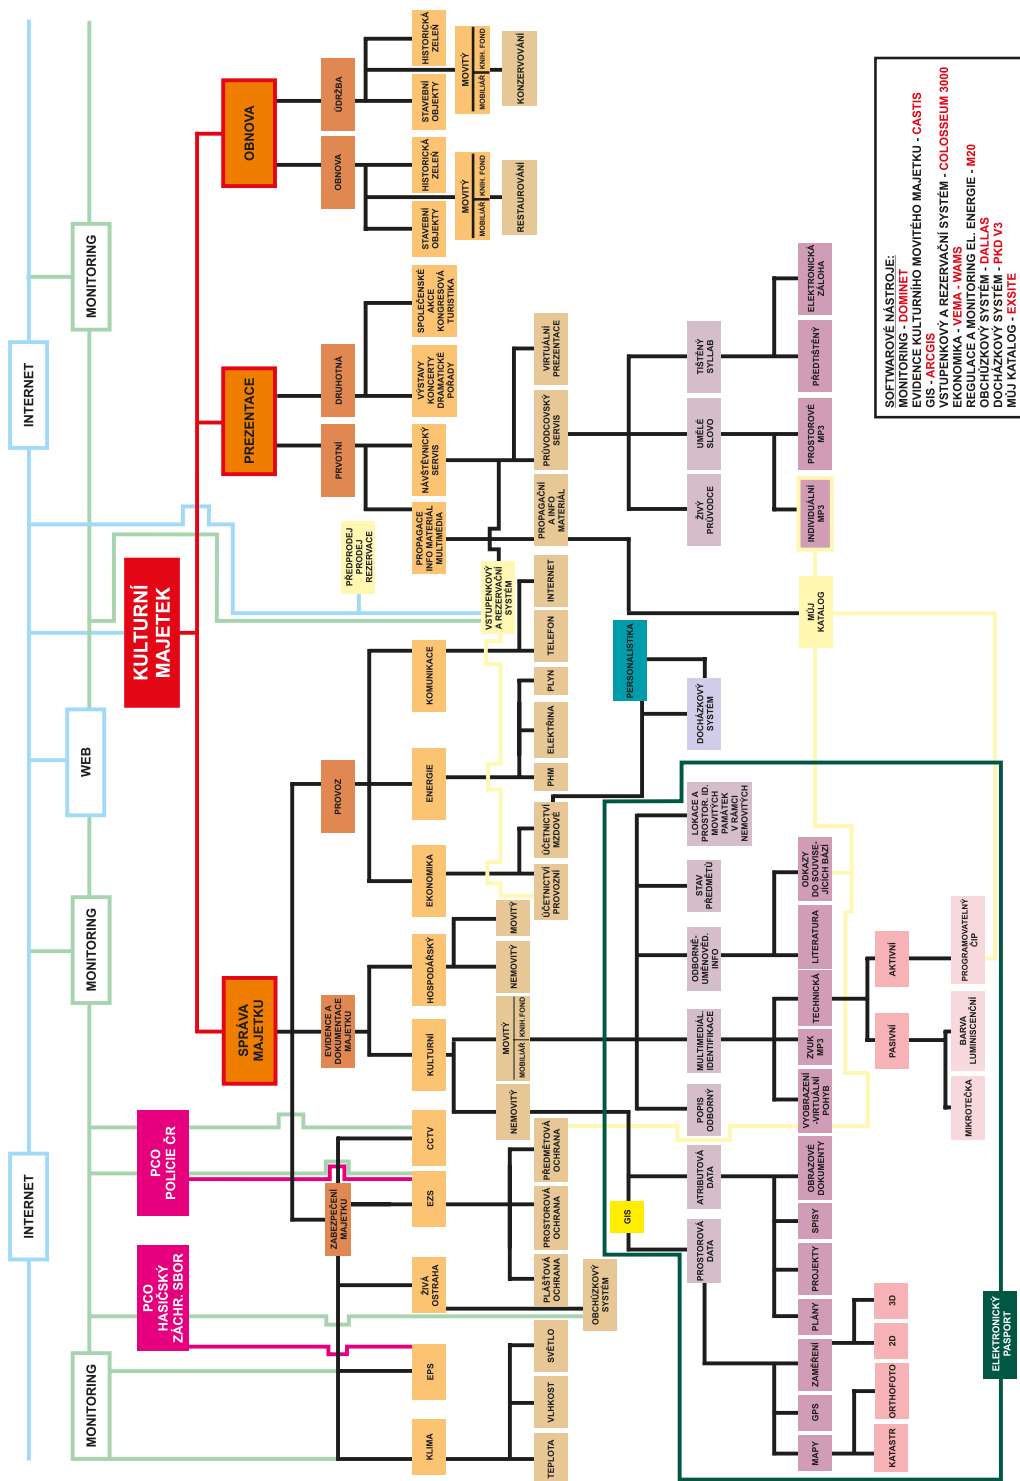 INTERNET
INTERNET
MONITORING
MONITORING
WEB
MONITORING
PCO
HASIČSKÝ
ZÁCHR. SBOR
PCO
POLICIE ČR
KULTURNÍ
MAJETEK
SPRÁVA
MAJETKU
PREZENTACE
OBNOVA
ZABEZPEČENÍ
MAJETKU
EVIDENCE A
DOKUMENTACE
MAJETKU
PROVOZ
PŘEDPRODEJ
PRODEJ
REZERVACE
PRVOTNÍ
DRUHOTNÁ
OBNOVA
ÚDRŽBA
KLIMA
EPS
ŽIVÁ
OSTRAHA
EZS
CCTV
KULTURNÍ
HOSPODÁŘSKÝ
EKONOMIKA
ENERGIE
KOMUNIKACE
PROPAGACE
INFO MATERIÁL
MULTIMÉDIA
NÁVŠTĚVNICKÝ
SERVIS
VÝSTAVY
KONCERTY
DRAMATICKÉ
POŘADY
SPOLEČENSKÉ
AKCE
KONGRESOVÁ
TURISTIKA
STAVEBNÍ
OBJEKTY
HISTORICKÁ
ZELEŇ
STAVEBNÍ
OBJEKTY
HISTORICKÁ
ZELEŇ
MOVITÝ
MOBILIÁŘ KNIH. FOND
MOVITÝ
MOBILIÁŘ KNIH. FOND
NEMOVITÝ
MOVITÝ
MOBILIÁŘ KNIH.FOND
NEMOVITÝ
MOVITÝ
VSTUPENKOVÝ
A REZERVAČNÍ
SYSTÉM
RESTAUROVÁNÍ
KONZERVOVÁNÍ
TEPLOTA
VLHKOST
SVĚTLO
PLÁŠŤOVÁ
OCHRANA
PROSTOROVÁ
OCHRANA
PŘEDMĚTOVÁ
OCHRANA
ÚČETNICTVÍ
PROVOZNÍ
ÚČETNICTVÍ
MZDOVÉ
PHM
ELEKTŘINA
PLYN
TELEFON
INTERNET
PROPAGAČNÍ
A INFO
MATERIÁL
PRŮVODCOVSKÝ
SERVIS
VIRTUÁLNÍ
PREZENTACE
OBCHŮZKOVÝ
SYSTÉM
GIS
PERSONALISTIKA
PROSTOROVÁ
DATA
ATRIBUTOVÁ
DATA
POPIS
ODBORNÝ
MULTIMEDIAL.
IDENTIFIKACE
ODBORNĚ-
UMĚNOVĚD.
INFO
STAV
PŘEDMĚTŮ
LOKACE A
PROSTOR. ID.
MOVITÝCH
PAMÁTEK
V RÁMCI
NEMOVITÝCH
DOCHÁZKOVÝ
SYSTÉM
ŽIVÝ
PRŮVODCE
UMĚLÉ
SLOVO
TIŠTĚNÝ
SYLLAB
MAPY
GPS
ZAMĚŘENÍ
PLÁNY
PROJEKTY
SPISY
OBRAZOVÉ
DOKUMENTY
VYOBRAZENÍ
-VIRTUÁLNÍ
POHYB
ZVUK
MP3
TECHNICKÁ
LITERATURA
ODKAZY
DO SOUVISE-
JÍCÍCH BÁZÍ
MŮJ
KATALOG
INDIVIDUÁLNÍ
MP3
PROSTOROVÉ
MP3
PŘEDTIŠTĚNÝ
ELEKTRONICKÁ
ZÁLOHA
KATASTR
ORTHOFOTO
2D
3D
PASIVNÍ
AKTIVNÍ
MIKROTEČKA
BARVA
LUMINISCENČNÍ
PROGRAMOVATELNÝ
ČIP
ELEKTRONICKÝ
PASPORT
SOFTWAROVÉ NÁSTROJE:
MONITORING - DOMINET
EVIDENCE KULTURNÍHO MOVITÉHO MAJETKU - CASTIS
GIS - ARCGIS
VSTUPENKOVÝ A REZERVAČNÍ SYSTÉM - COLOSSEUM 3000
EKONOMIKA - VEMA - WAMS
REGULACE A MONITORING EL. ENERGIE - M20
OBCHŮZKOVÝ SYSTÉM - DALLAS
DOCHÁZKOVÝ SYSTÉM - PKD V3
MŮJ KATALOG - EXSITE